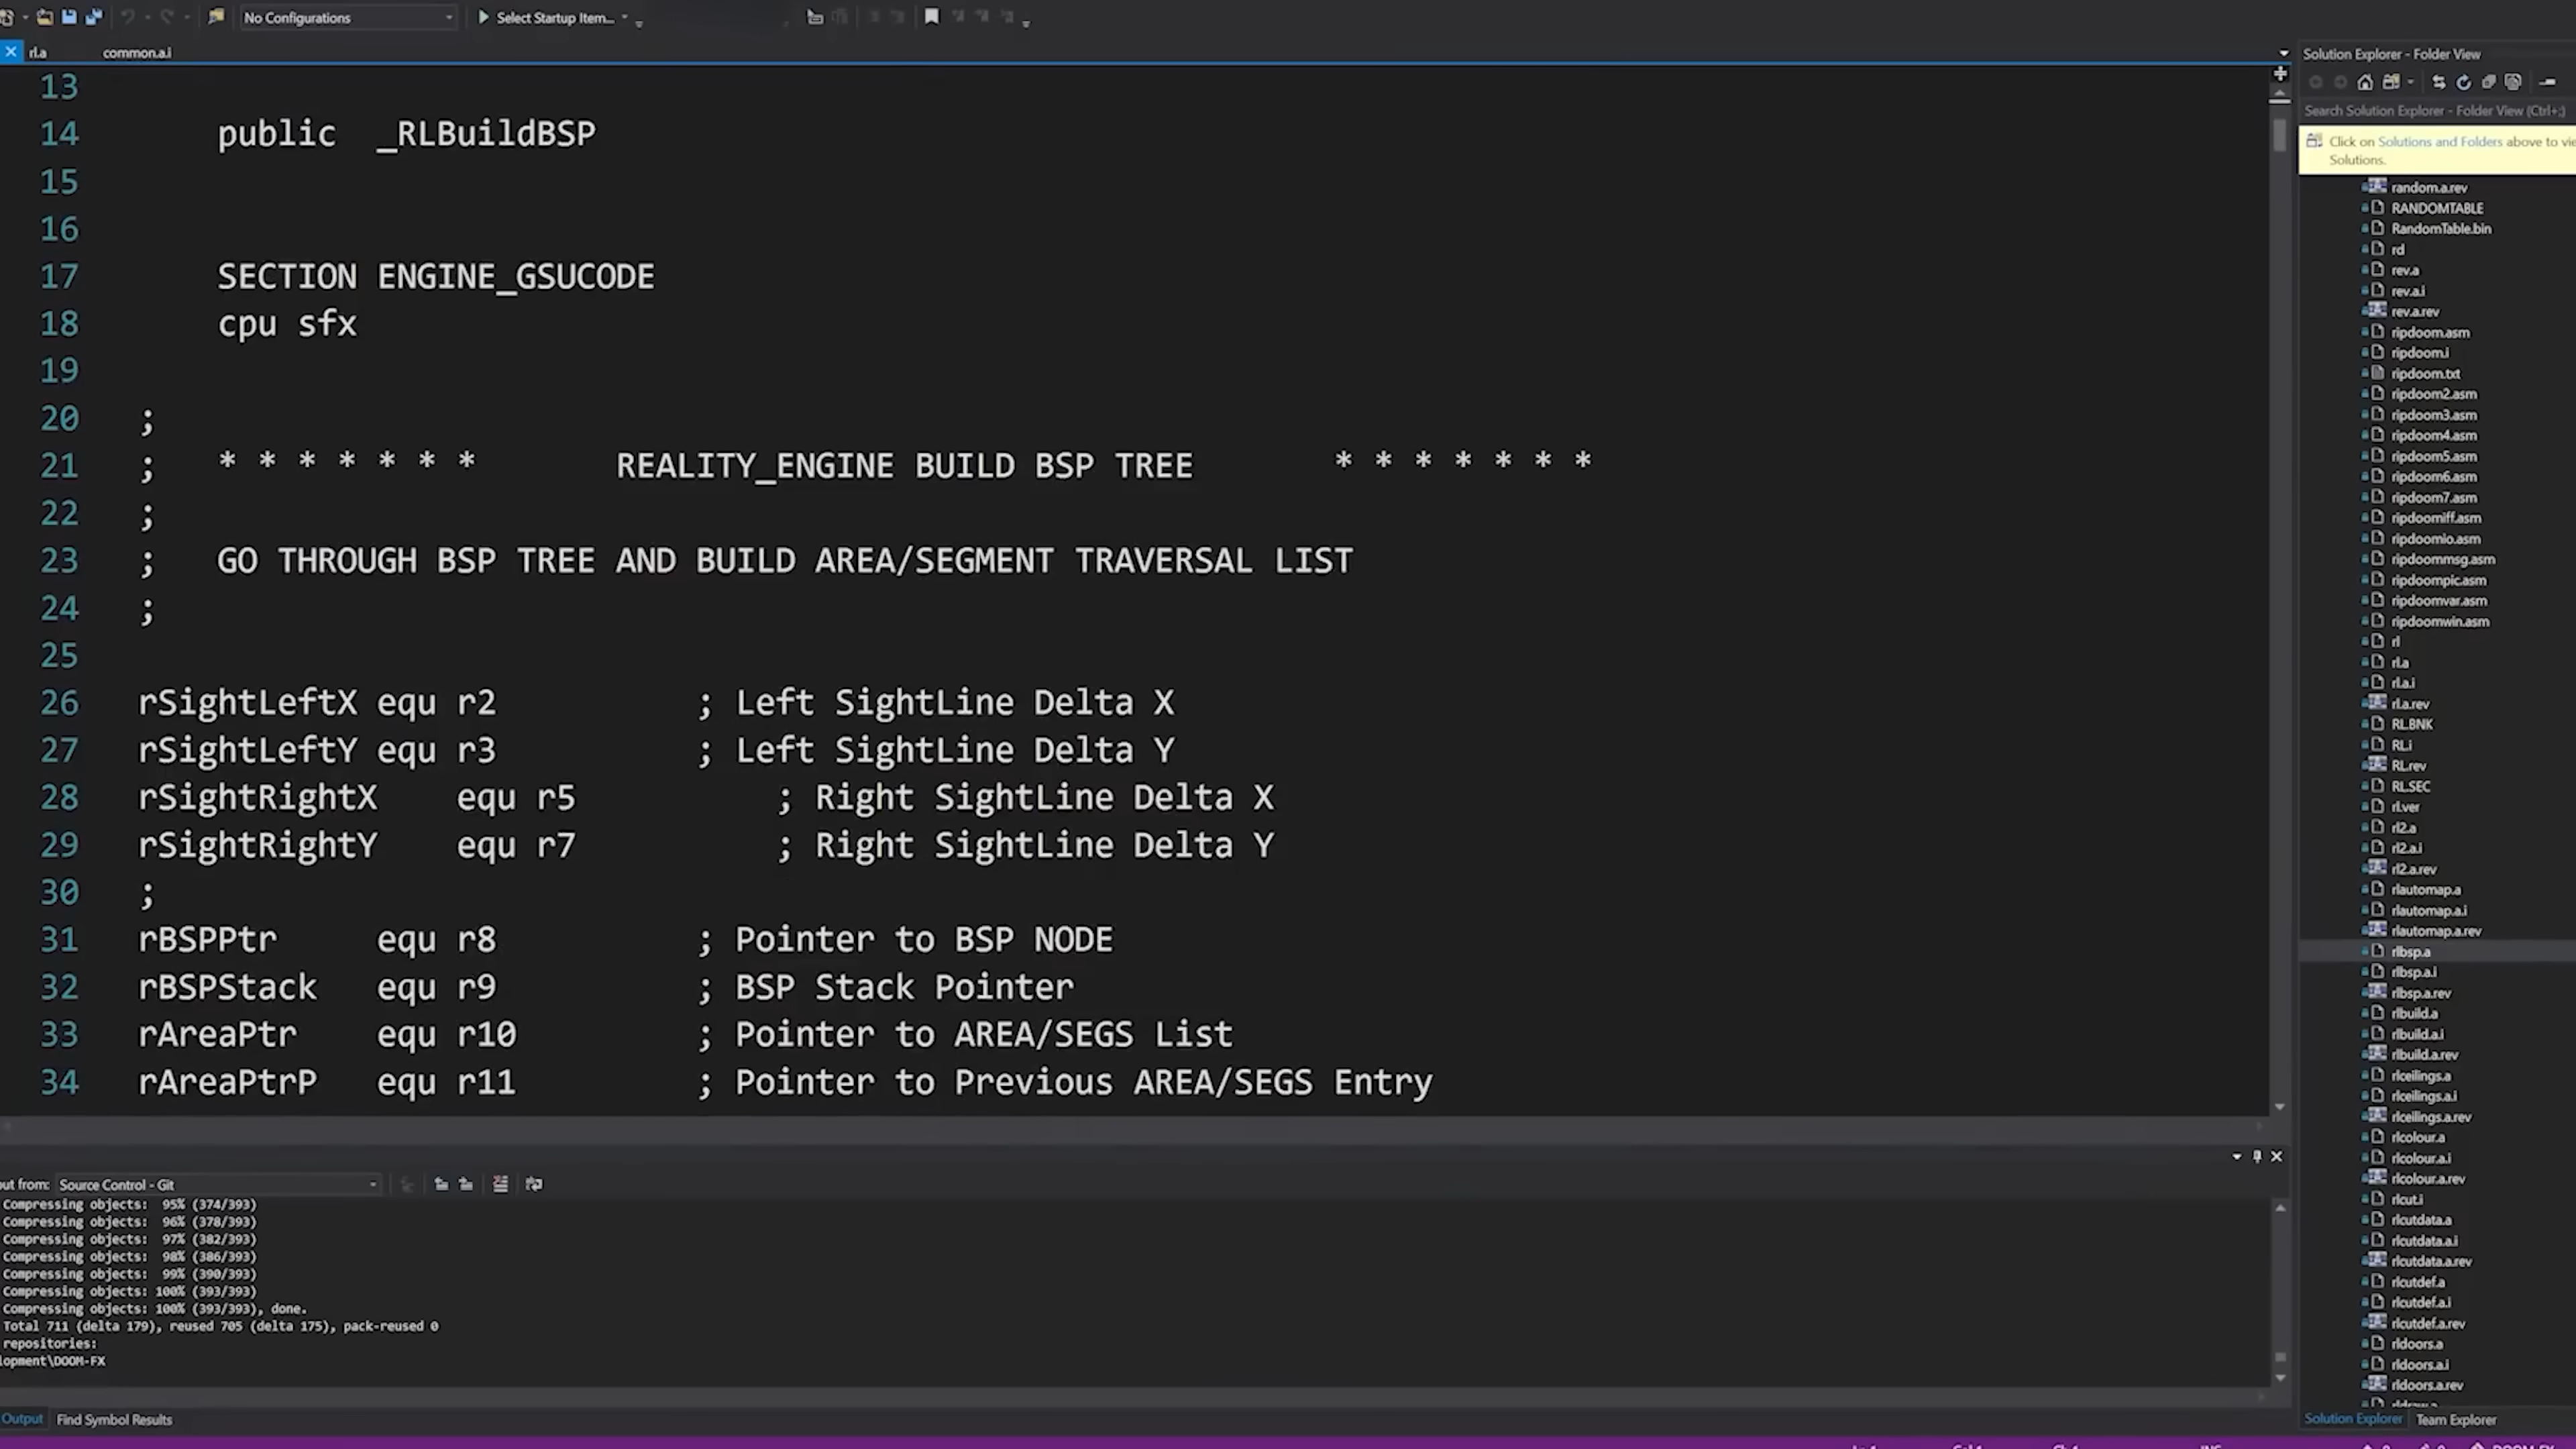 No Configurations
Select Startup Item...
rl.a
common.a.i
13
14 public _RLBuildBSP
15
16
17 SECTION ENGINE_GSUCODE
18 cpu sfx
19
20 ;
21 ; * * * * * * * REALITY_ENGINE BUILD BSP TREE * * * * * * *
22 ;
23 ; GO THROUGH BSP TREE AND BUILD AREA/SEGMENT TRAVERSAL LIST
24 ;
25
26 rSightLeftX equ r2 ; Left SightLine Delta X
27 rSightLeftY equ r3 ; Left SightLine Delta Y
28 rSightRightX equ r5 ; Right SightLine Delta X
29 rSightRightY equ r7 ; Right SightLine Delta Y
30 ;
31 rBSPPtr equ r8 ; Pointer to BSP NODE
32 rBSPStack equ r9 ; BSP Stack Pointer
33 rAreaPtr equ r10 ; Pointer to AREA/SEGS List
34 rAreaPtrP equ r11 ; Pointer to Previous AREA/SEGS Entry
from: Source Control - Git
Compressing objects: 95% (374/393)
Compressing objects: 96% (378/393)
Compressing objects: 97% (382/393)
Compressing objects: 98% (386/393)
Compressing objects: 99% (390/393)
Compressing objects: 100% (393/393)
Compressing objects: 100% (393/393), done.
Total 711 (delta 179), reused 705 (delta 175), pack-reused 0
repositories:
lopment\DOOM-FX
Output
Find Symbol Results
Solution Explorer - Folder View
Search Solution Explorer - Folder View (Ctrl+;)
Click on Solutions and Folders above to vie
Solutions.
random.a.rev
RANDOMTABLE
RandomTable.bin
rd
rev.a
rev.a.i
rev.a.rev
ripdoom.asm
ripdoom.i
ripdoom.txt
ripdoom2.asm
ripdoom3.asm
ripdoom4.asm
ripdoom5.asm
ripdoom6.asm
ripdoom7.asm
ripdoomiff.asm
ripdoomio.asm
ripdoommsg.asm
ripdoompic.asm
ripdoomvar.asm
ripdoomwin.asm
rl
rl.a
rl.a.i
rl.a.rev
RL.BNK
RL.i
RL.rev
RL.SEC
rl.ver
rl2.a
rl2.a.i
rl2.a.rev
rlautomap.a
rlautomap.a.i
rlautomap.a.rev
rlbsp.a
rlbsp.a.i
rlbsp.a.rev
rlbuild.a
rlbuild.a.i
rlbuild.a.rev
rlceilings.a
rlceilings.a.i
rlceilings.a.rev
rlcolour.a
rlcolour.a.i
rlcolour.a.rev
rlcut.i
rlcutdata.a
rlcutdata.a.i
rlcutdata.a.rev
rlcutdef.a
rlcutdef.a.i
rlcutdef.a.rev
rldoors.a
rldoors.a.i
rldoors.a.rev
Solution Explorer
Team Explorer